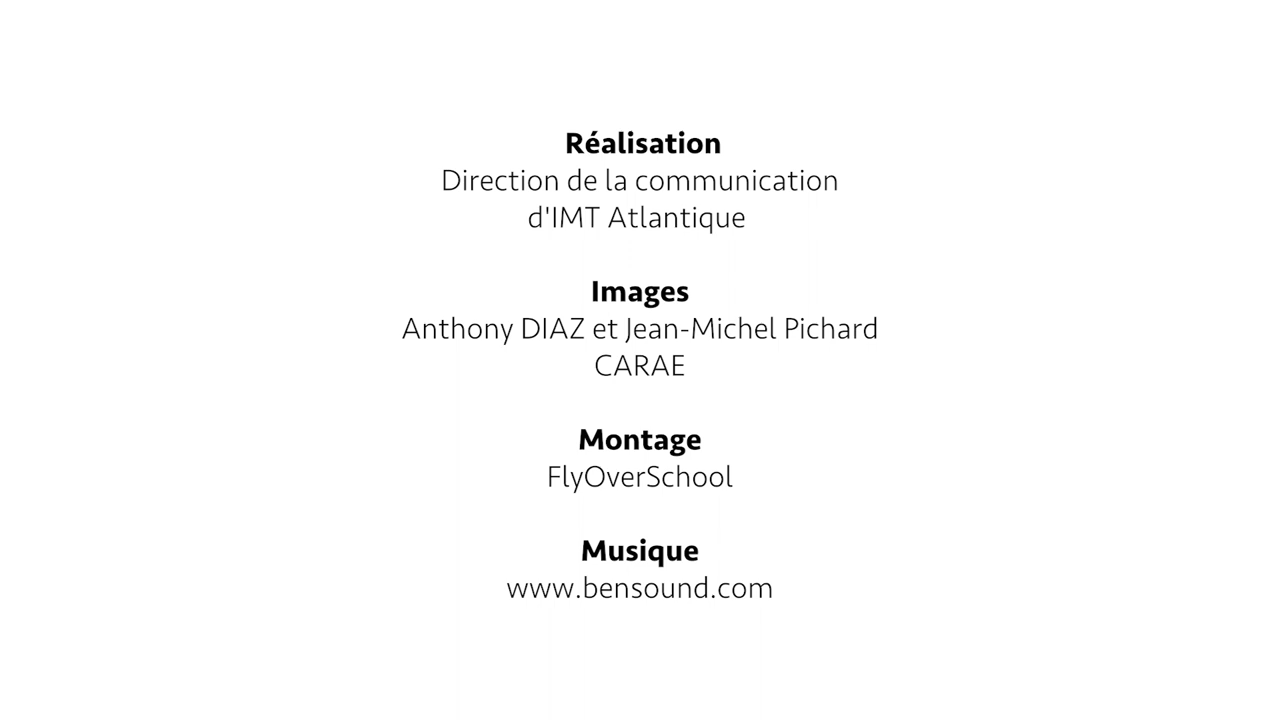 Réalisation
Direction de la communication
d'IMT Atlantique
Images
Anthony DIAZ et Jean-Michel Pichard
CARAE
Montage
FlyOverSchool
Musique
www.bensound.com